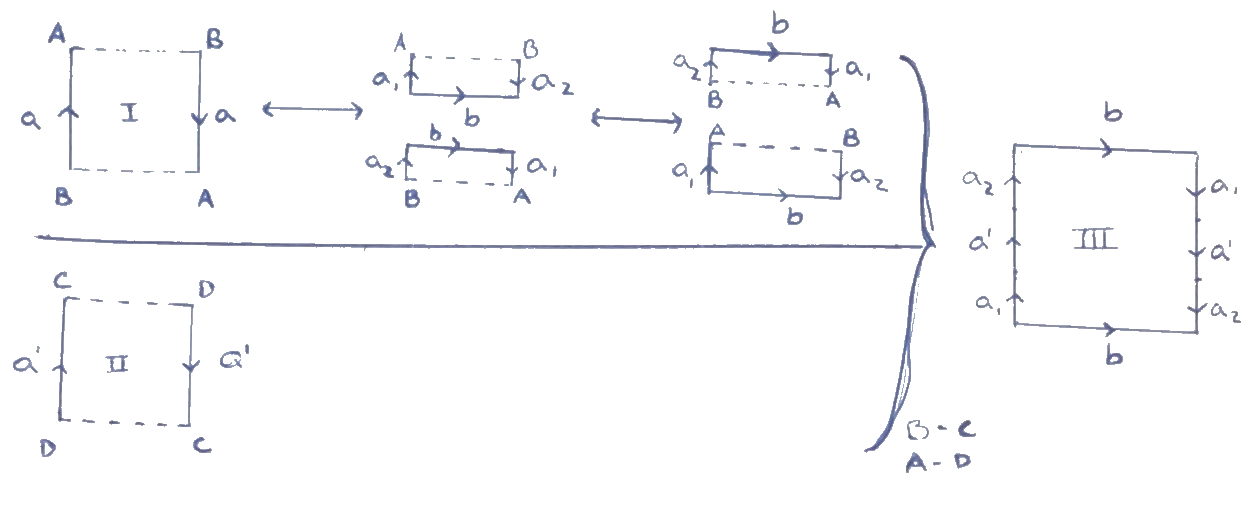 A B
a I a
B A
A B
a₁ a₂
b
b
a₂ a₁
B A
b
a₂ a₁
B A
A B
a₁ a₂
b
b
a₂ a₁
a' III a'
a₁ a₂
b
C D
a' II a'
D C
B - C
A - D